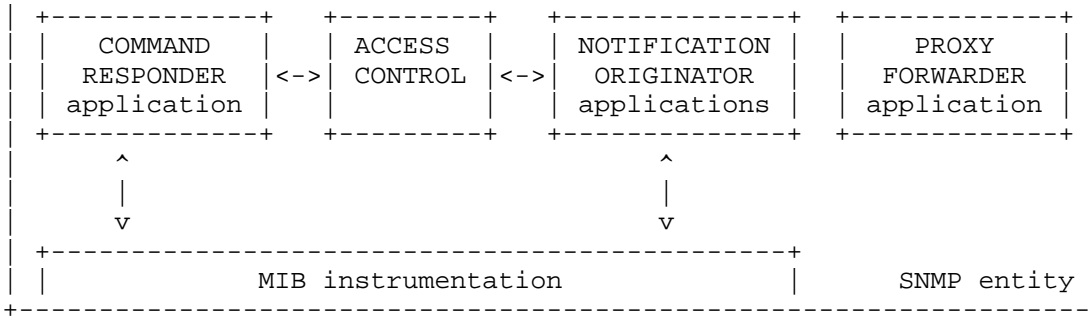 | +-------------+ +---------+ +--------------+ +-------------+
| | COMMAND | | ACCESS | | NOTIFICATION | | PROXY |
| | RESPONDER |<->| CONTROL |<->| ORIGINATOR | | FORWARDER |
| | application | | | | applications | | application |
| +-------------+ +---------+ +--------------+ +-------------+
| ^ ^
| | |
| v v
| +----------------------------------------------+
| | MIB instrumentation | SNMP entity
+--------------------------------------------------------------------